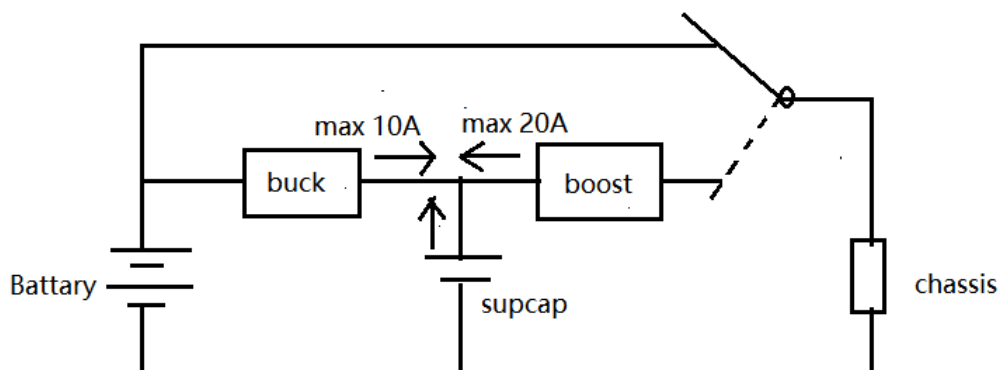 max 10A
max 20A
buck
boost
Battary
supcap
chassis